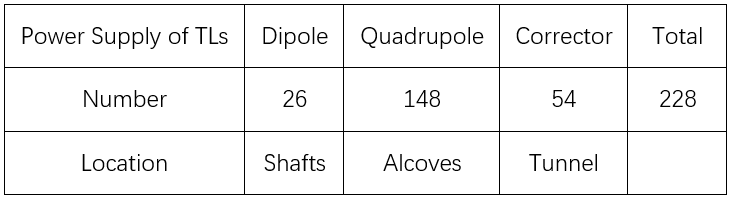 Power Supply of TLs Dipole Quadrupole Corrector Total
Number 26 148 54 228
Location Shafts Alcoves Tunnel